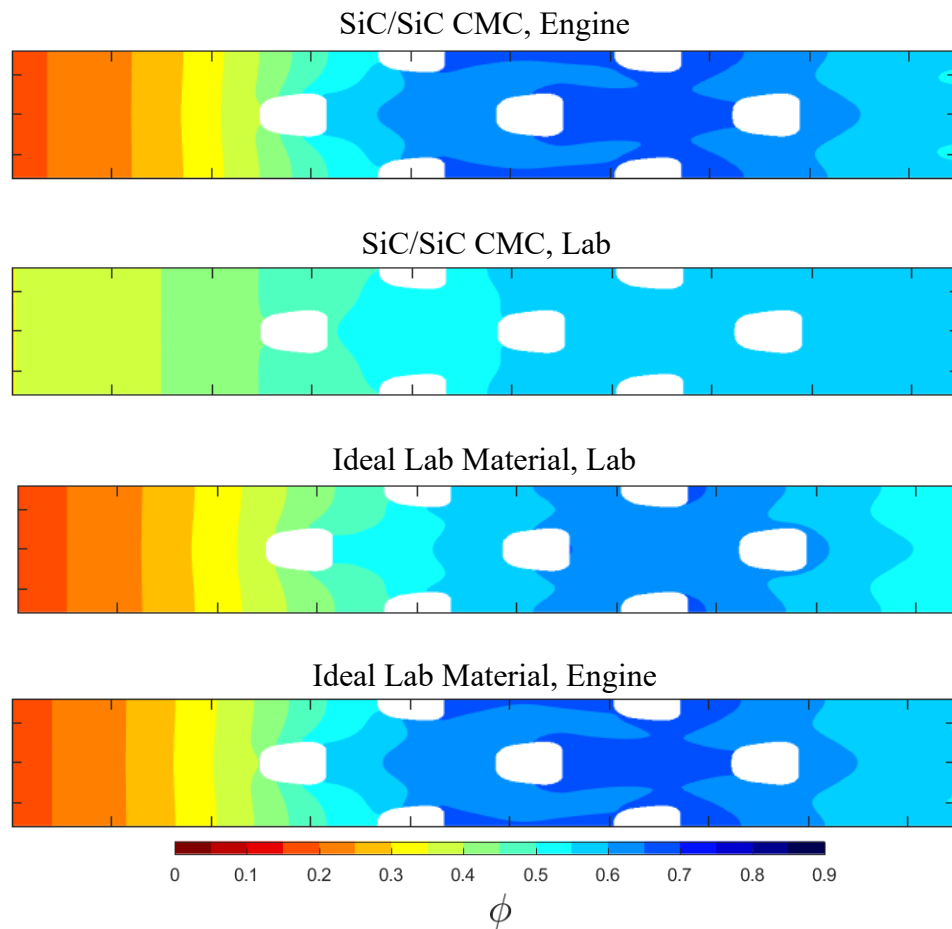 SiC/SiC CMC, Engine
SiC/SiC CMC, Lab
Ideal Lab Material, Lab
Ideal Lab Material, Engine
0 0.1 0.2 0.3 0.4 0.5 0.6 0.7 0.8 0.9
ϕ